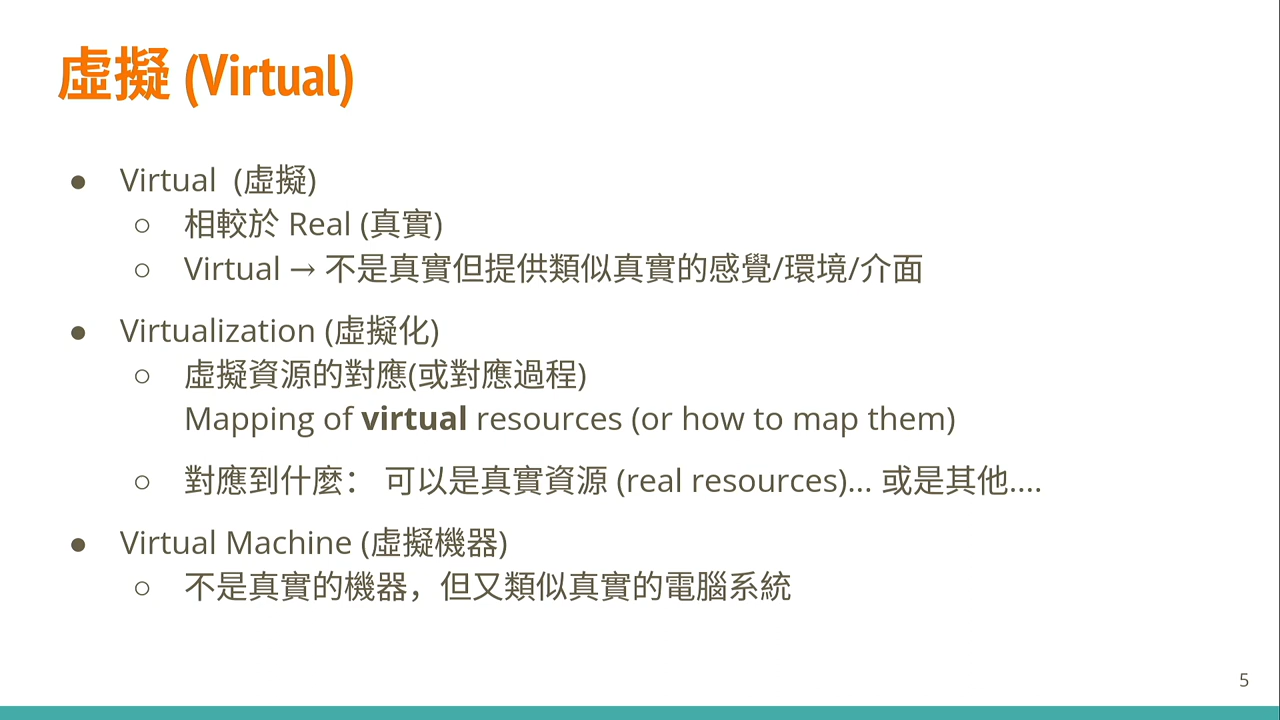 虛擬 (Virtual)
● Virtual  (虛擬)
○ 相較於 Real (真實)
○ Virtual → 不是真實但提供類似真實的感覺/環境/介面
● Virtualization (虛擬化)
○ 虛擬資源的對應(或對應過程)
Mapping of virtual resources (or how to map them)
○ 對應到什麼： 可以是真實資源 (real resources)... 或是其他....
● Virtual Machine (虛擬機器)
○ 不是真實的機器，但又類似真實的電腦系統
5